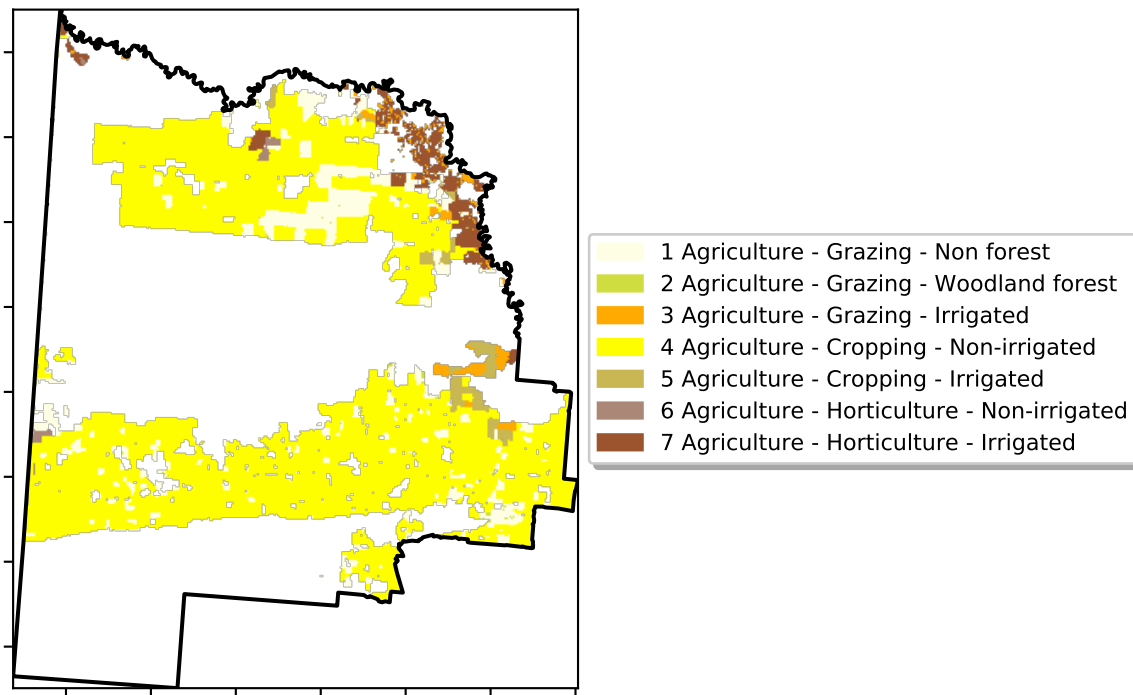 1 Agriculture - Grazing - Non forest
2 Agriculture - Grazing - Woodland forest
3 Agriculture - Grazing - Irrigated
4 Agriculture - Cropping - Non-irrigated
5 Agriculture - Cropping - Irrigated
6 Agriculture - Horticulture - Non-irrigated
7 Agriculture - Horticulture - Irrigated